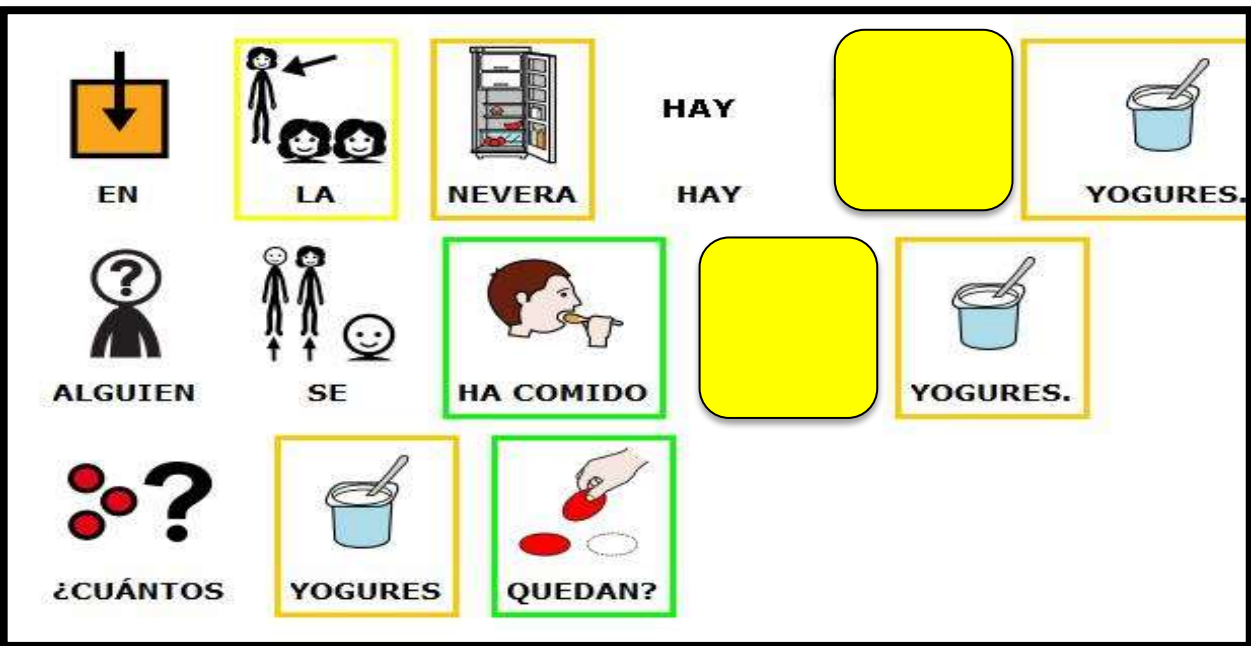 HAY
EN LA NEVERA HAY YOGURES.
ALGUIEN SE HA COMIDO YOGURES.
¿CUÁNTOS YOGURES QUEDAN?